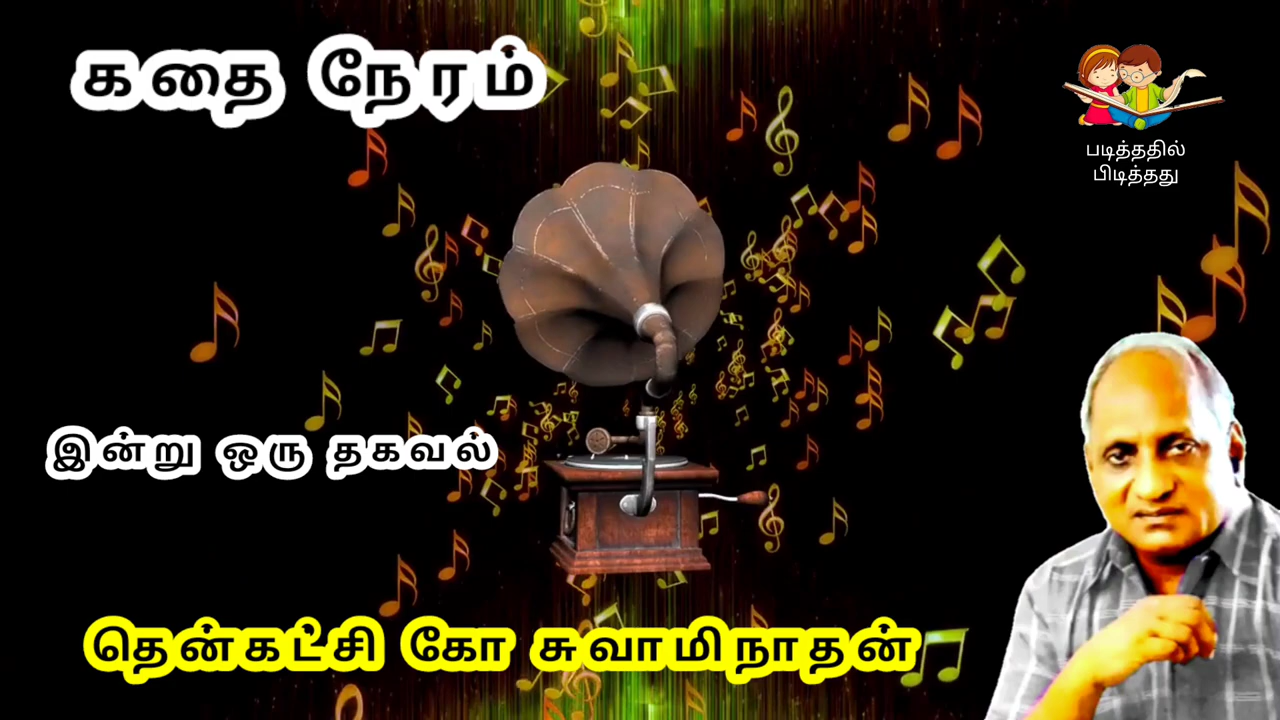 கதை நேரம்
படித்ததில்
பிடித்தது
இன்று ஒரு தகவல்
தென்கட்சி கோ சுவாமிநாதன்